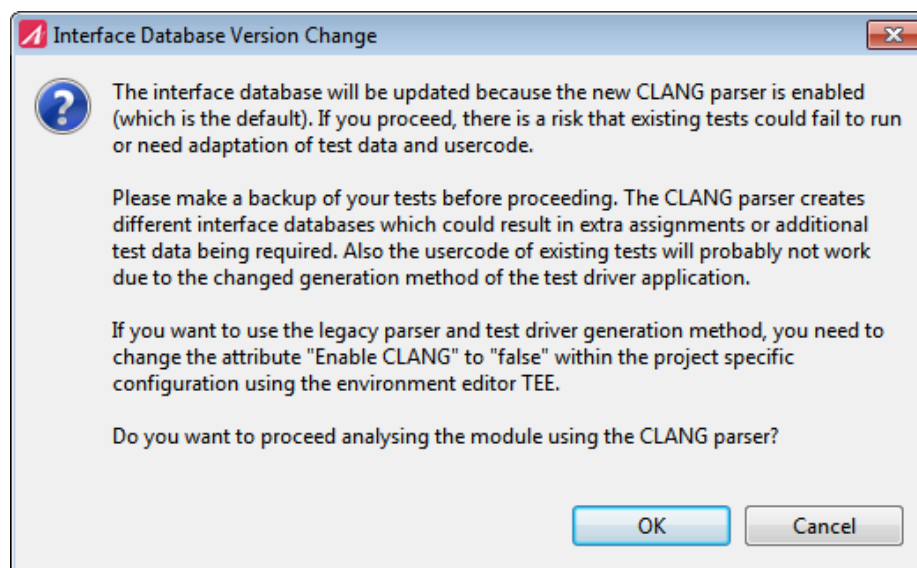 Interface Database Version Change
The interface database will be updated because the new CLANG parser is enabled
(which is the default). If you proceed, there is a risk that existing tests could fail to run
or need adaptation of test data and usercode.
Please make a backup of your tests before proceeding. The CLANG parser creates
different interface databases which could result in extra assignments or additional
test data being required. Also the usercode of existing tests will probably not work
due to the changed generation method of the test driver application.
If you want to use the legacy parser and test driver generation method, you need to
change the attribute "Enable CLANG" to "false" within the project specific
configuration using the environment editor TEE.
Do you want to proceed analysing the module using the CLANG parser?
OK
Cancel